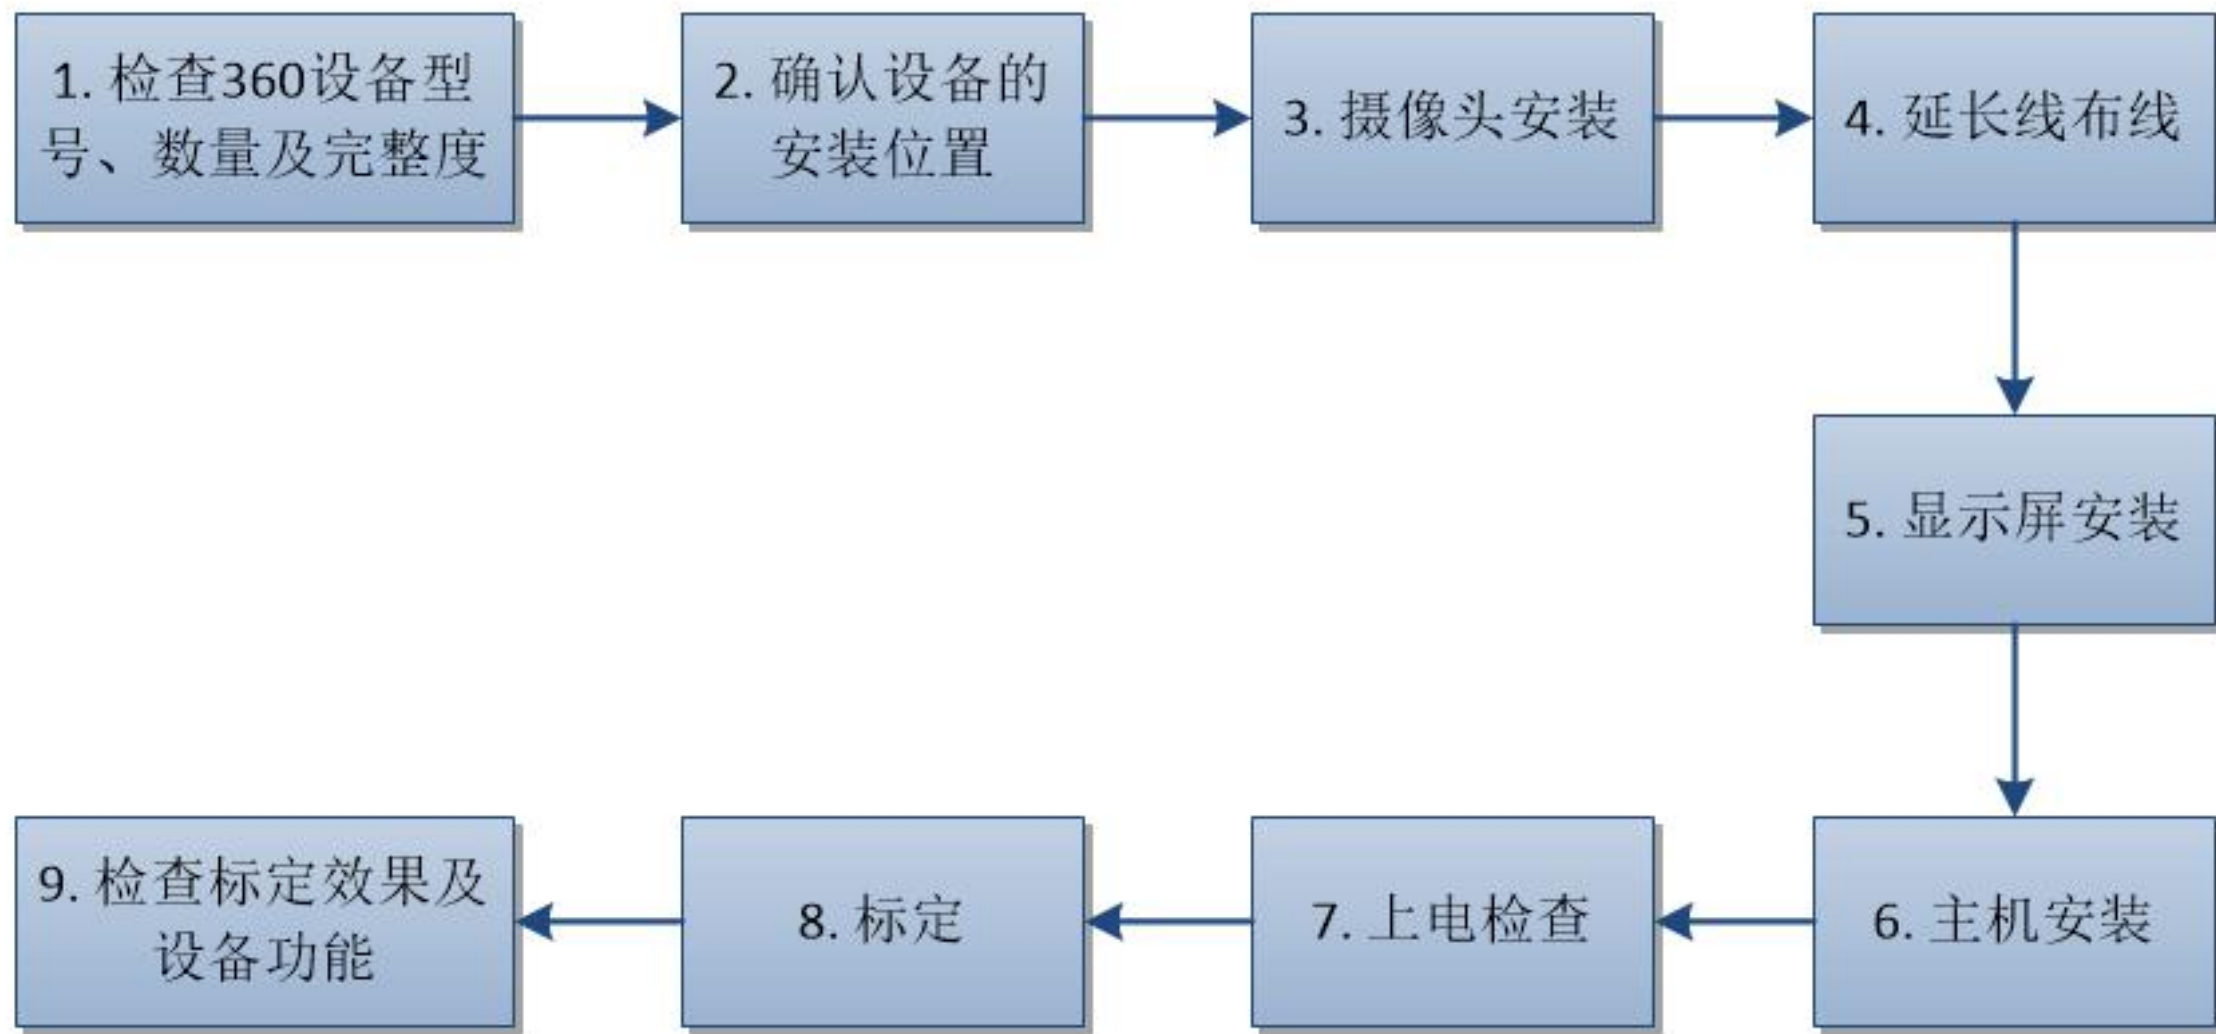 1. 检查360设备型
号、数量及完整度
2. 确认设备的
安装位置
3. 摄像头安装
4. 延长线布线
5. 显示屏安装
6. 主机安装
7. 上电检查
8. 标定
9. 检查标定效果及
设备功能